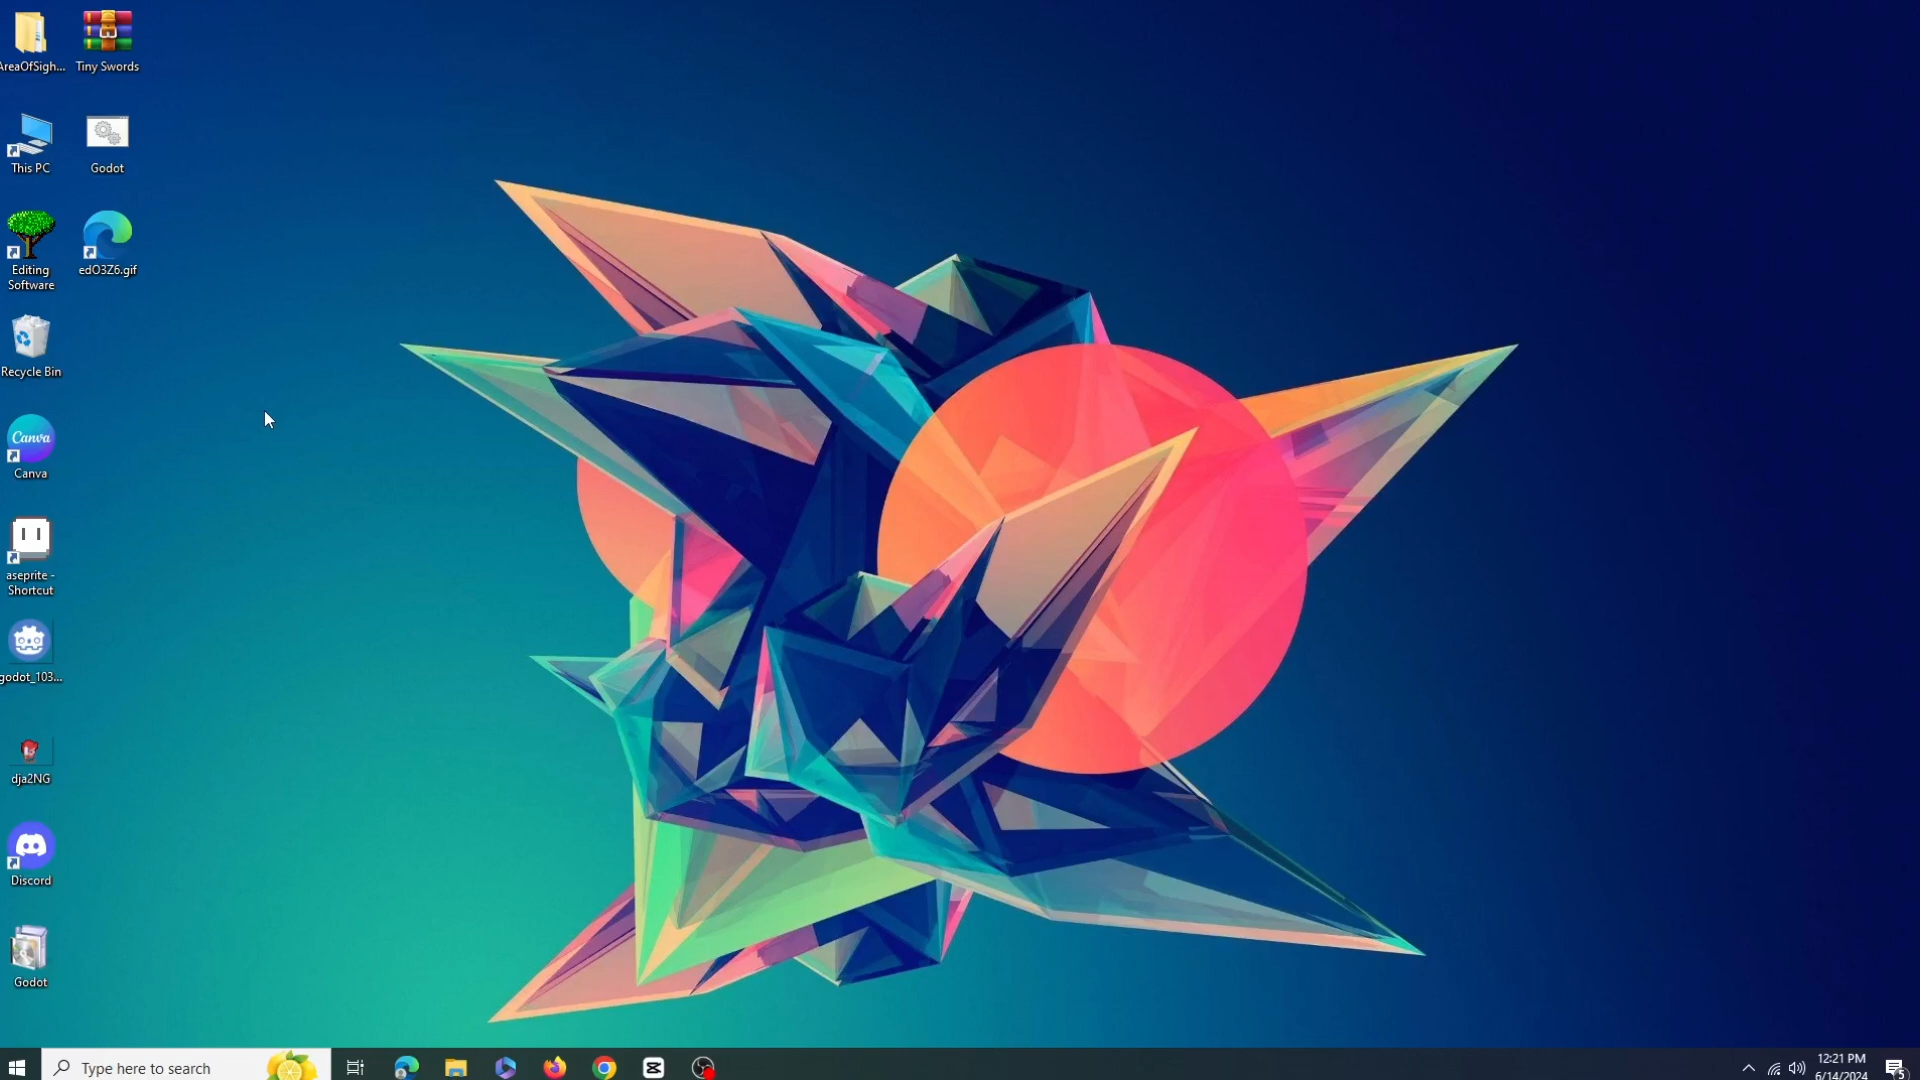 AreaOfSigh...
Tiny Swords
This PC
Godot
Editing
Software
edO3Z6.gif
Recycle Bin
Canva
Canva
aseprite -
Shortcut
godot_103...
dja2NG
Discord
Godot
Type here to search
12:21 PM
6/14/2024
5